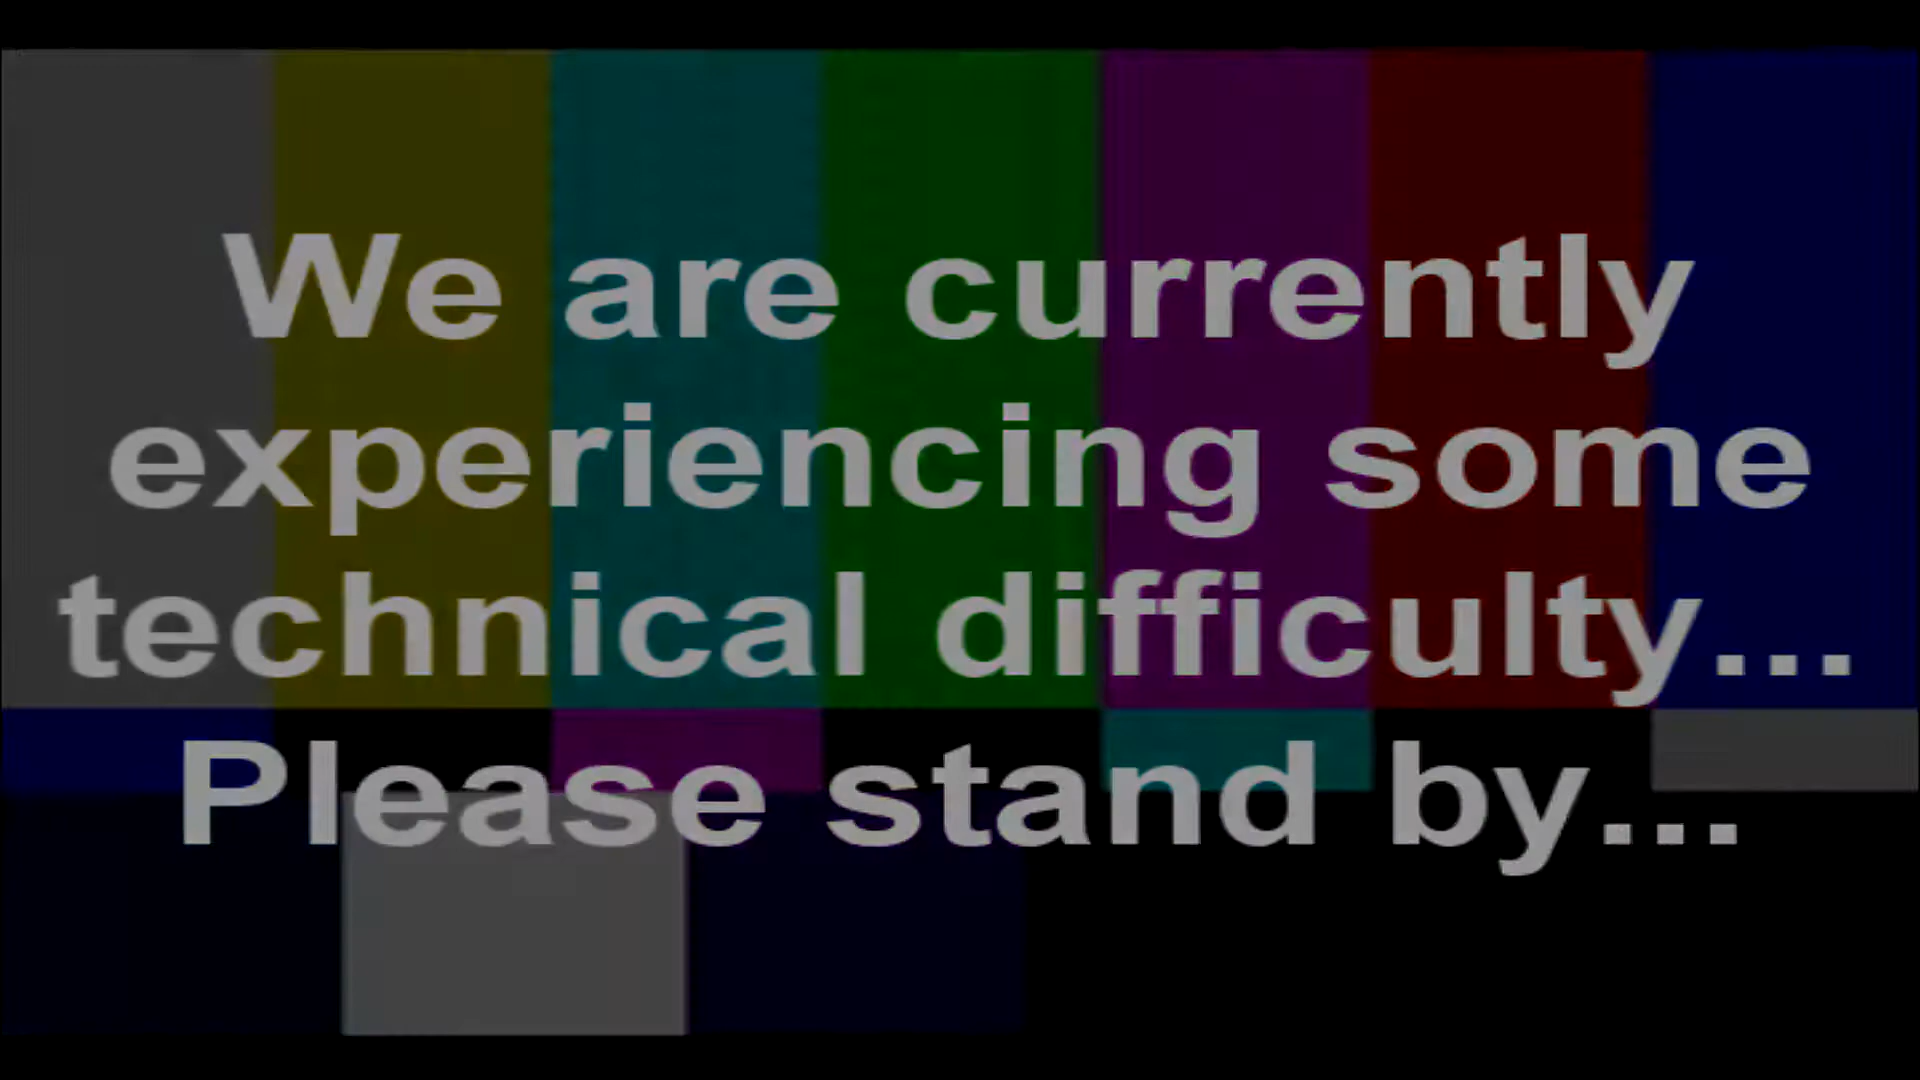 We are currently
experiencing some
technical difficulty...
Please stand by...